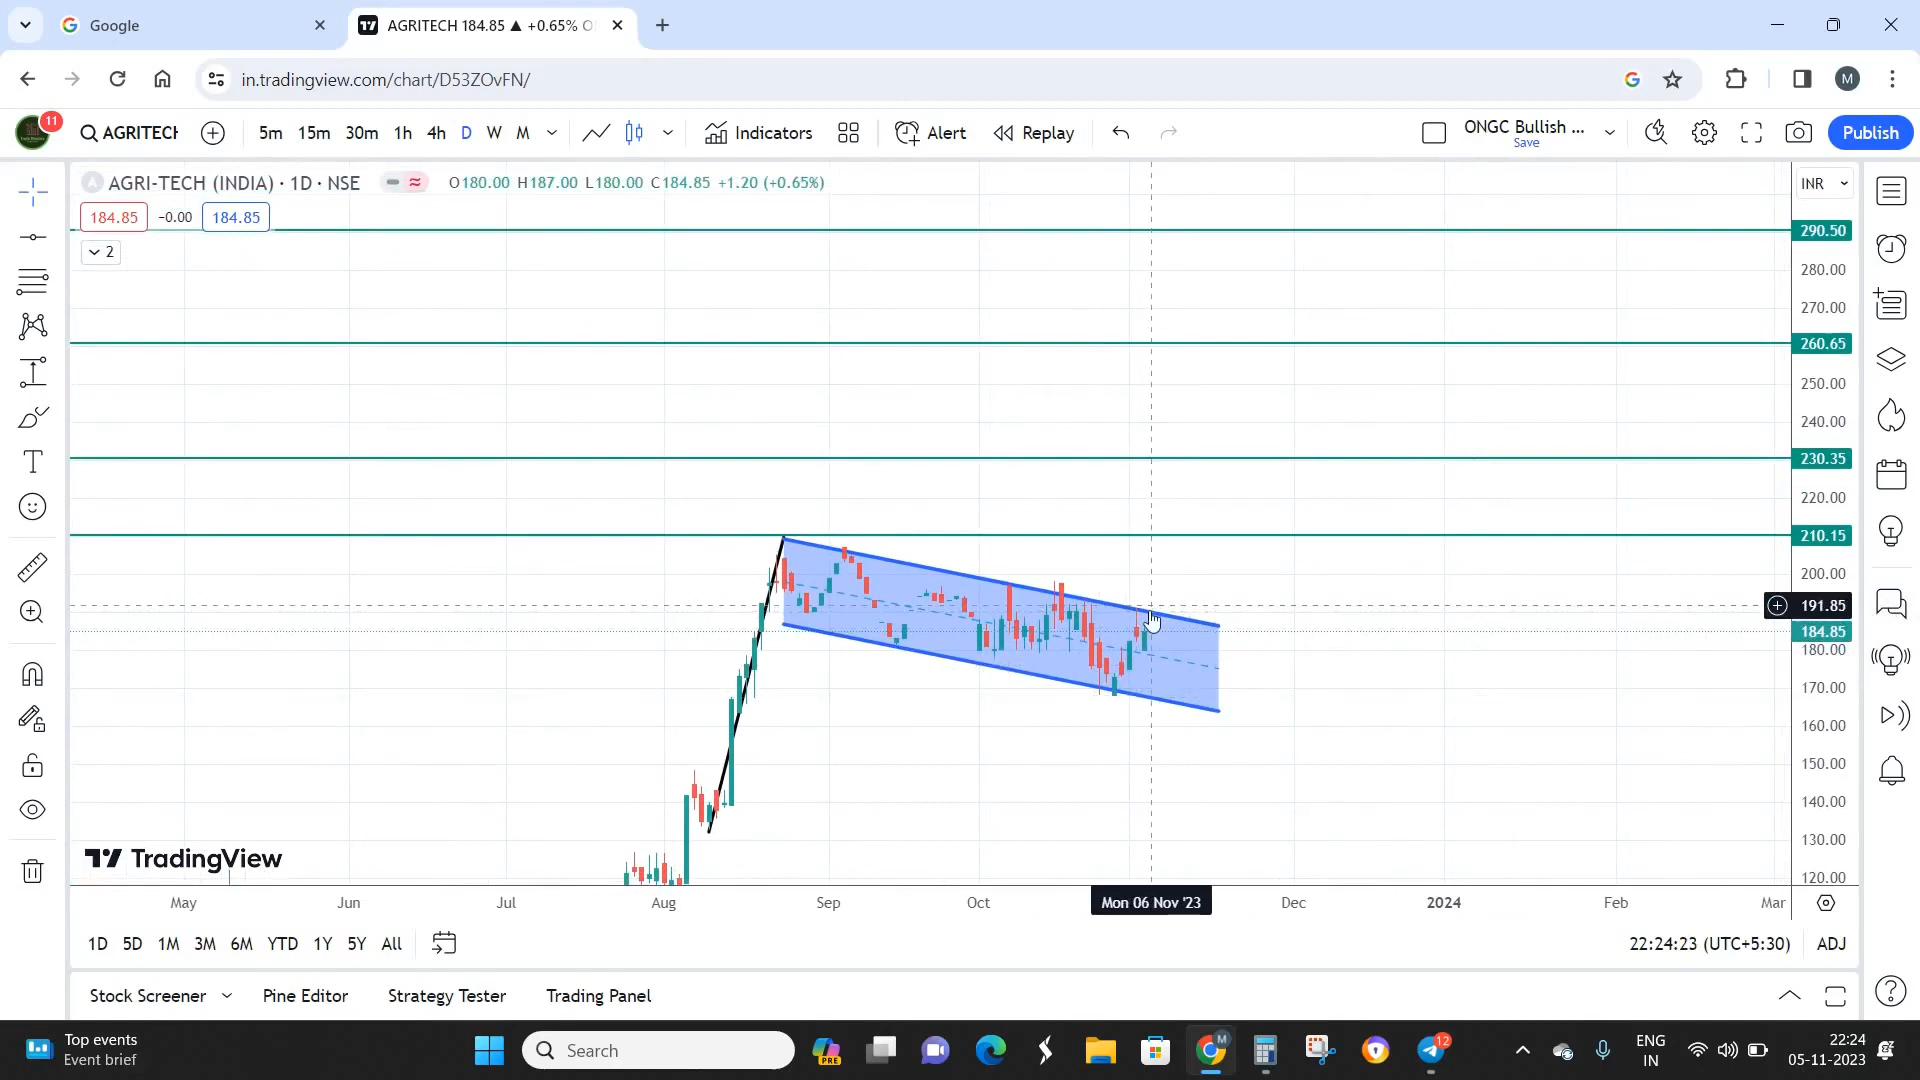 Google
AGRITECH 184.85 ▲ +0.65% O
in.tradingview.com/chart/D53ZOvFN/
M
11
AGRITECH
5m 15m 30m 1h 4h D W M
Indicators
Alert
Replay
ONGC Bullish ...
Save
Publish
A AGRI-TECH (INDIA) · 1D · NSE
O180.00 H187.00 L180.00 C184.85 +1.20 (+0.65%)
INR
184.85 -0.00 184.85
2
290.50
280.00
270.00
260.65
250.00
240.00
230.35
220.00
210.15
200.00
191.85
184.85
180.00
170.00
160.00
150.00
140.00
130.00
120.00
TradingView
May Jun Jul Aug Sep Oct Mon 06 Nov '23 Dec 2024 Feb Mar
1D 5D 1M 3M 6M YTD 1Y 5Y All
22:24:23 (UTC+5:30) ADJ
Stock Screener Pine Editor Strategy Tester Trading Panel
Top events
Event brief
Search
PRE
M
12
ENG
IN
22:24
05-11-2023